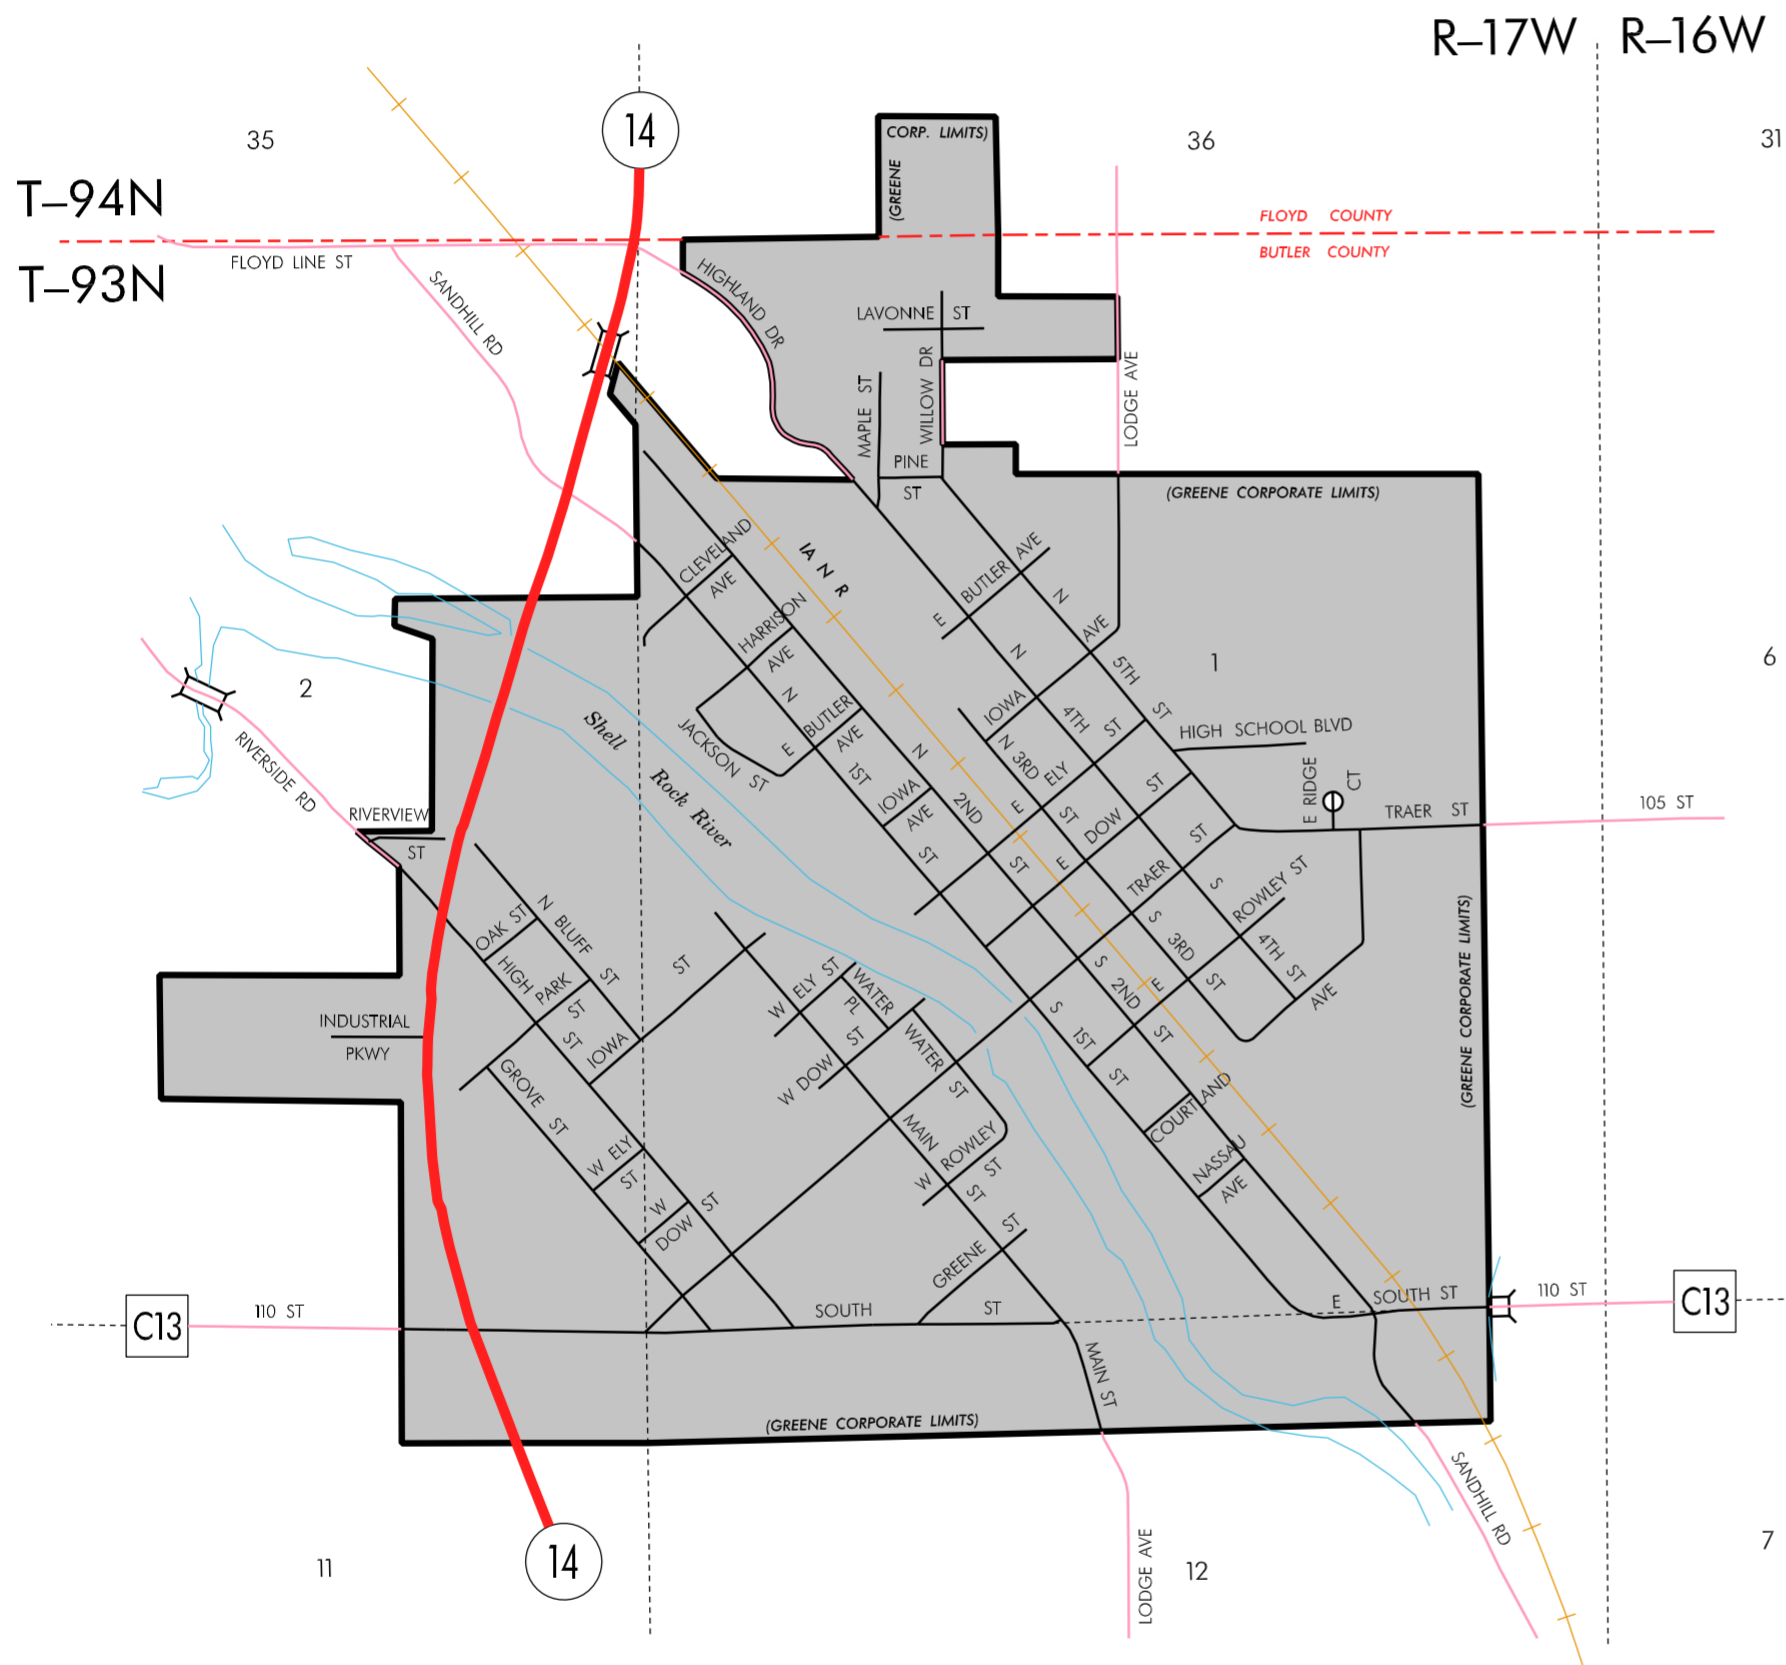 R–17W R–16W
14
35
CORP. LIMITS)
36
31
(GREENE
T–94N
FLOYD COUNTY
BUTLER COUNTY
FLOYD LINE ST
T–93N
SANDHILL RD
HIGHLAND DR
LAVONNE ST
MAPLE ST
WILLOW DR
LODGE AVE
PINE
ST
(GREENE CORPORATE LIMITS)
CLEVELAND
AVE
IA N R
E BUTLER AVE
HARRISON
AVE
N 5TH ST
IOWA AVE
1
6
2
N 1ST ST
JACKSON ST
E BUTLER
AVE
N 4TH ST
HIGH SCHOOL BLVD
Shell
Rock River
RIVERSIDE RD
N 2ND ST
N 3RD ST
E ELY ST
E RIDGE
CT
IOWA
AVE
E DOW ST
TRAER ST
105 ST
RIVERVIEW
ST
E TRAER ST
ROWLEY ST
S 4TH ST
N BLUFF ST
OAK ST
HIGH ST
PARK
ST
IOWA ST
W ELY ST
WATER
PL
S 3RD ST
E
AVE
S 2ND ST
S 1ST ST
(GREENE CORPORATE LIMITS)
INDUSTRIAL
PKWY
GROVE ST
W DOW ST
WATER ST
COURTLAND
NASSAU
AVE
MAIN ST
W ROWLEY
ST
W ELY
ST
W
DOW ST
GREENE ST
C13
110 ST
SOUTH ST
E SOUTH ST
110 ST
C13
MAIN ST
(GREENE CORPORATE LIMITS)
SANDHILL RD
11
14
LODGE AVE
12
7